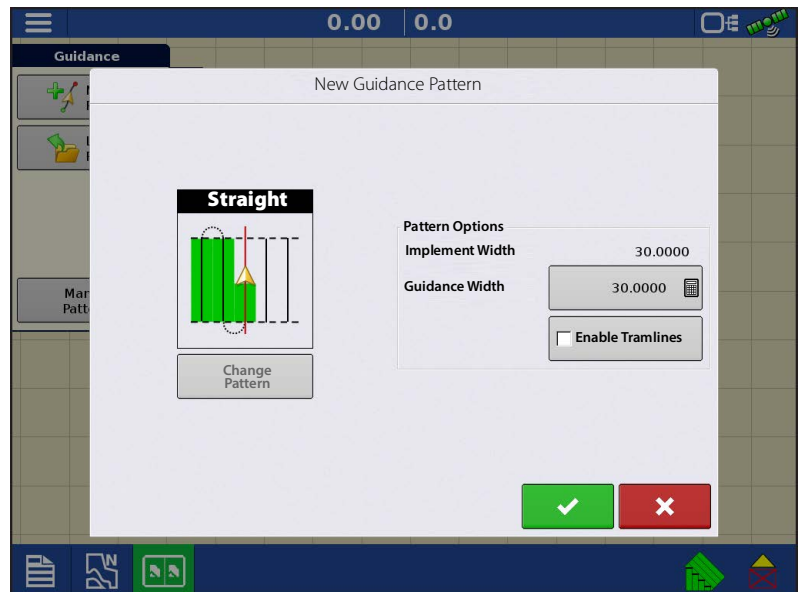 0.00 0.0
Guidance
New Guidance Pattern
Straight
Pattern Options
Implement Width 30.0000
Guidance Width 30.0000
Enable Tramlines
Change
Pattern
N